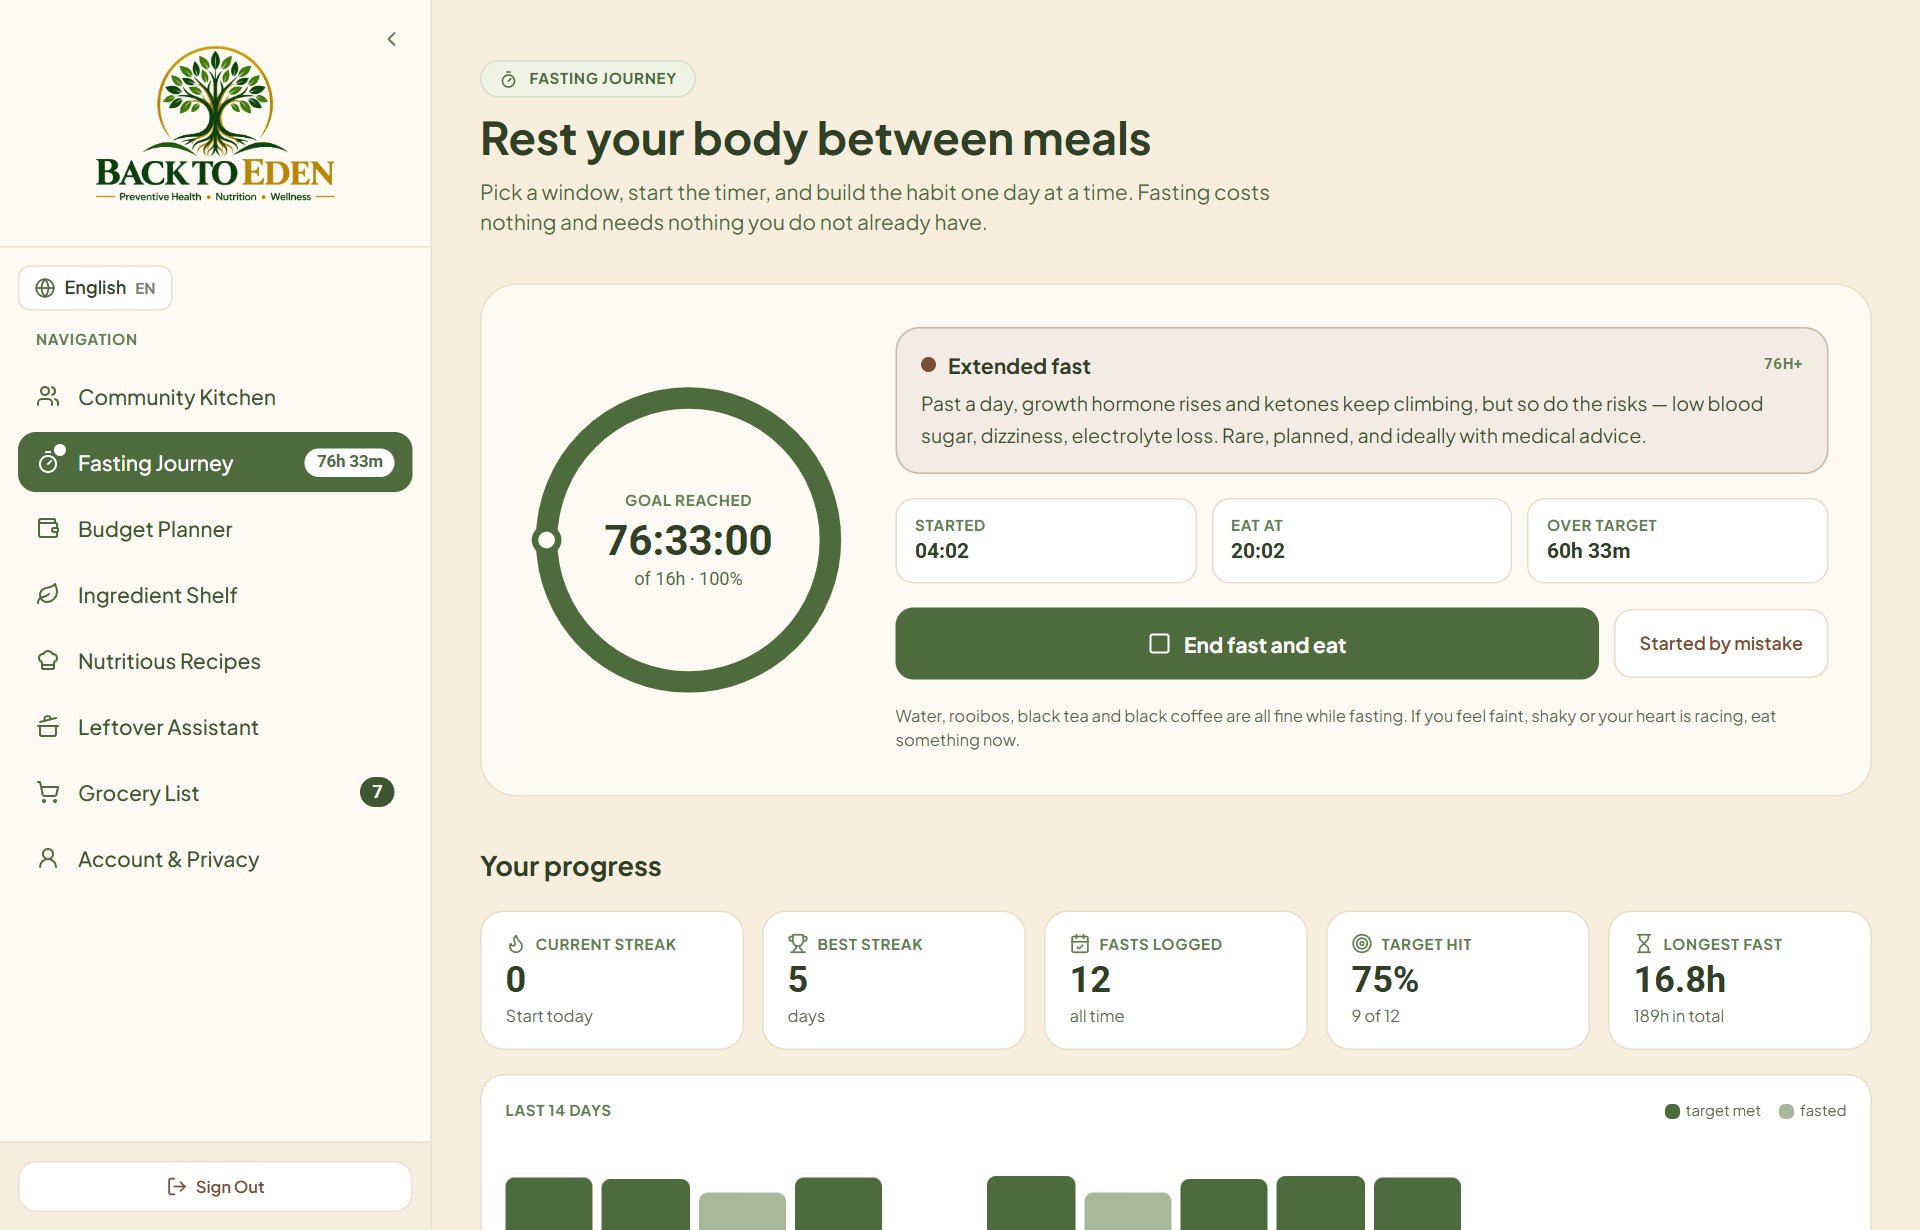 BACK TO EDEN
Preventive Health • Nutrition • Wellness
English EN
NAVIGATION
Community Kitchen
Fasting Journey 76h 33m
Budget Planner
Ingredient Shelf
Nutritious Recipes
Leftover Assistant
Grocery List 7
Account & Privacy
Sign Out
FASTING JOURNEY
Rest your body between meals
Pick a window, start the timer, and build the habit one day at a time. Fasting costs
nothing and needs nothing you do not already have.
GOAL REACHED
76:33:00
of 16h · 100%
Extended fast 76H+
Past a day, growth hormone rises and ketones keep climbing, but so do the risks — low blood
sugar, dizziness, electrolyte loss. Rare, planned, and ideally with medical advice.
STARTED
04:02
EAT AT
20:02
OVER TARGET
60h 33m
End fast and eat
Started by mistake
Water, rooibos, black tea and black coffee are all fine while fasting. If you feel faint, shaky or your heart is racing, eat
something now.
Your progress
CURRENT STREAK
0
Start today
BEST STREAK
5
days
FASTS LOGGED
12
all time
TARGET HIT
75%
9 of 12
LONGEST FAST
16.8h
189h in total
LAST 14 DAYS
target met fasted